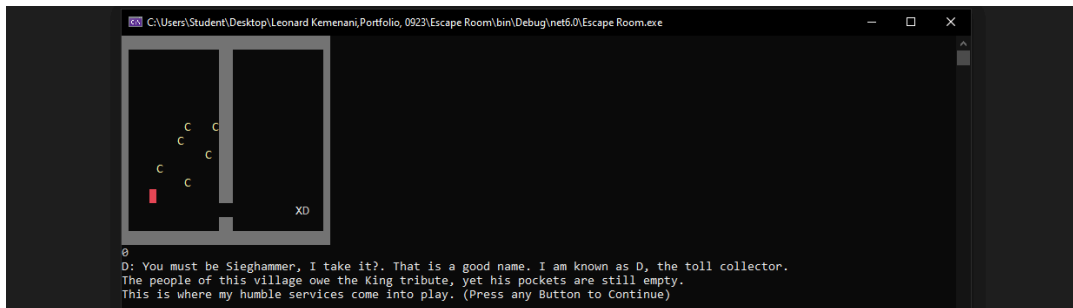 C:\Users\Student\Desktop\Leonard Kemenani,Portfolio, 0923\Escape Room\bin\Debug\net6.0\Escape Room.exe
C C
C
C
C
C
XD
0
D: You must be Sieghammer, I take it?. That is a good name. I am known as D, the toll collector.
The people of this village owe the King tribute, yet his pockets are still empty.
This is where my humble services come into play. (Press any Button to Continue)